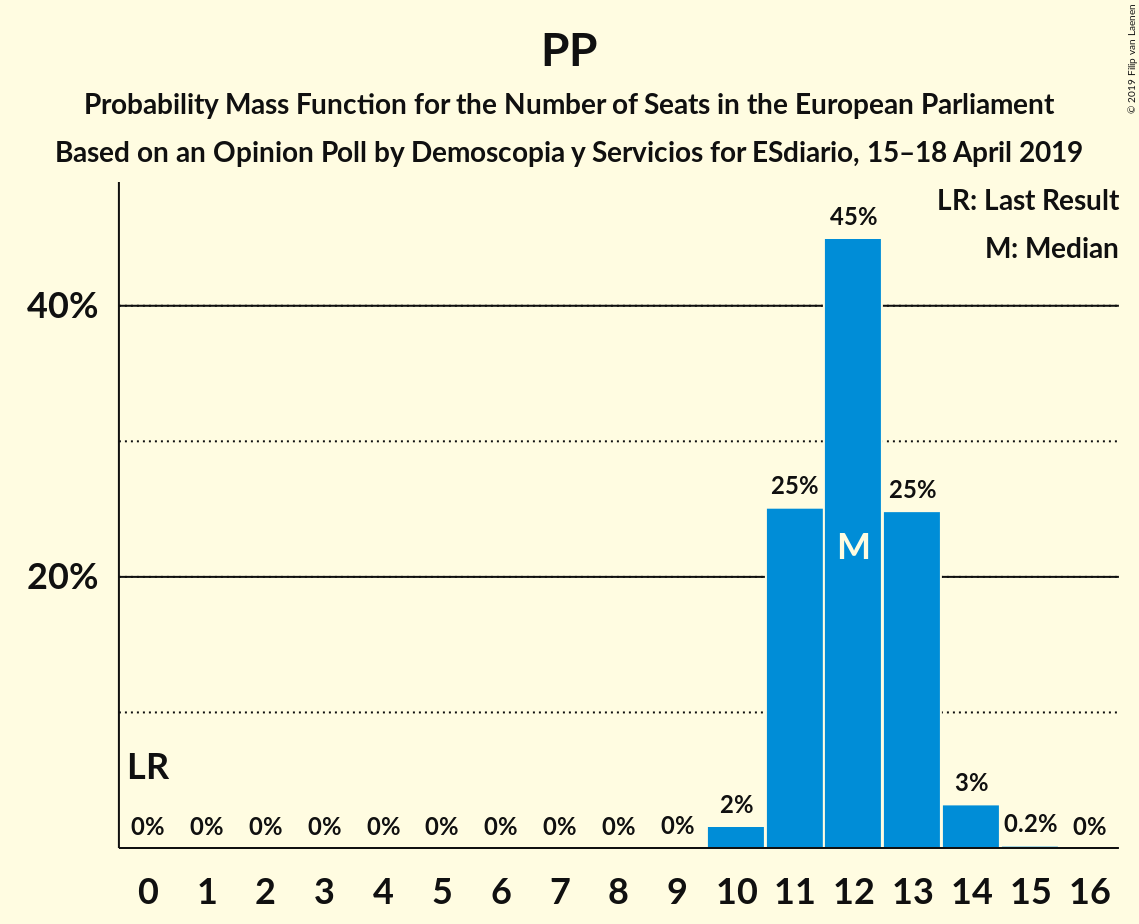 PP
Probability Mass Function for the Number of Seats in the European Parliament
Based on an Opinion Poll by Demoscopia y Servicios for ESdiario, 15–18 April 2019
© 2019 Filip van Laenen
LR: Last Result
M: Median
45%
40%
25%
25%
M
20%
LR
0% 0% 0% 0% 0% 0% 0% 0% 0% 0% 2% 3% 0.2% 0%
0 1 2 3 4 5 6 7 8 9 10 11 12 13 14 15 16